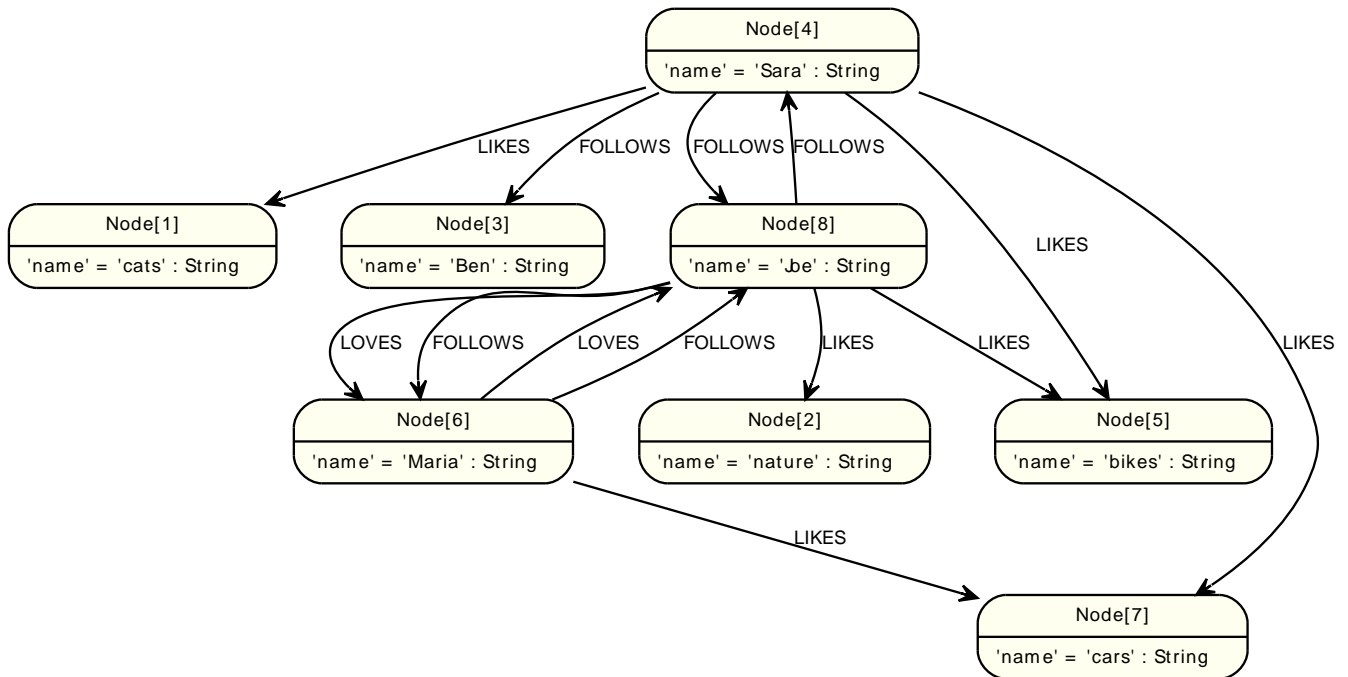 Node[4]
'name' = 'Sara' : String
LIKES
FOLLOWS
FOLLOWS
FOLLOWS
Node[1]
'name' = 'cats' : String
Node[3]
'name' = 'Ben' : String
Node[8]
'name' = 'Joe' : String
LIKES
LOVES
FOLLOWS
LOVES
FOLLOWS
LIKES
LIKES
LIKES
Node[6]
'name' = 'Maria' : String
Node[2]
'name' = 'nature' : String
Node[5]
'name' = 'bikes' : String
LIKES
Node[7]
'name' = 'cars' : String